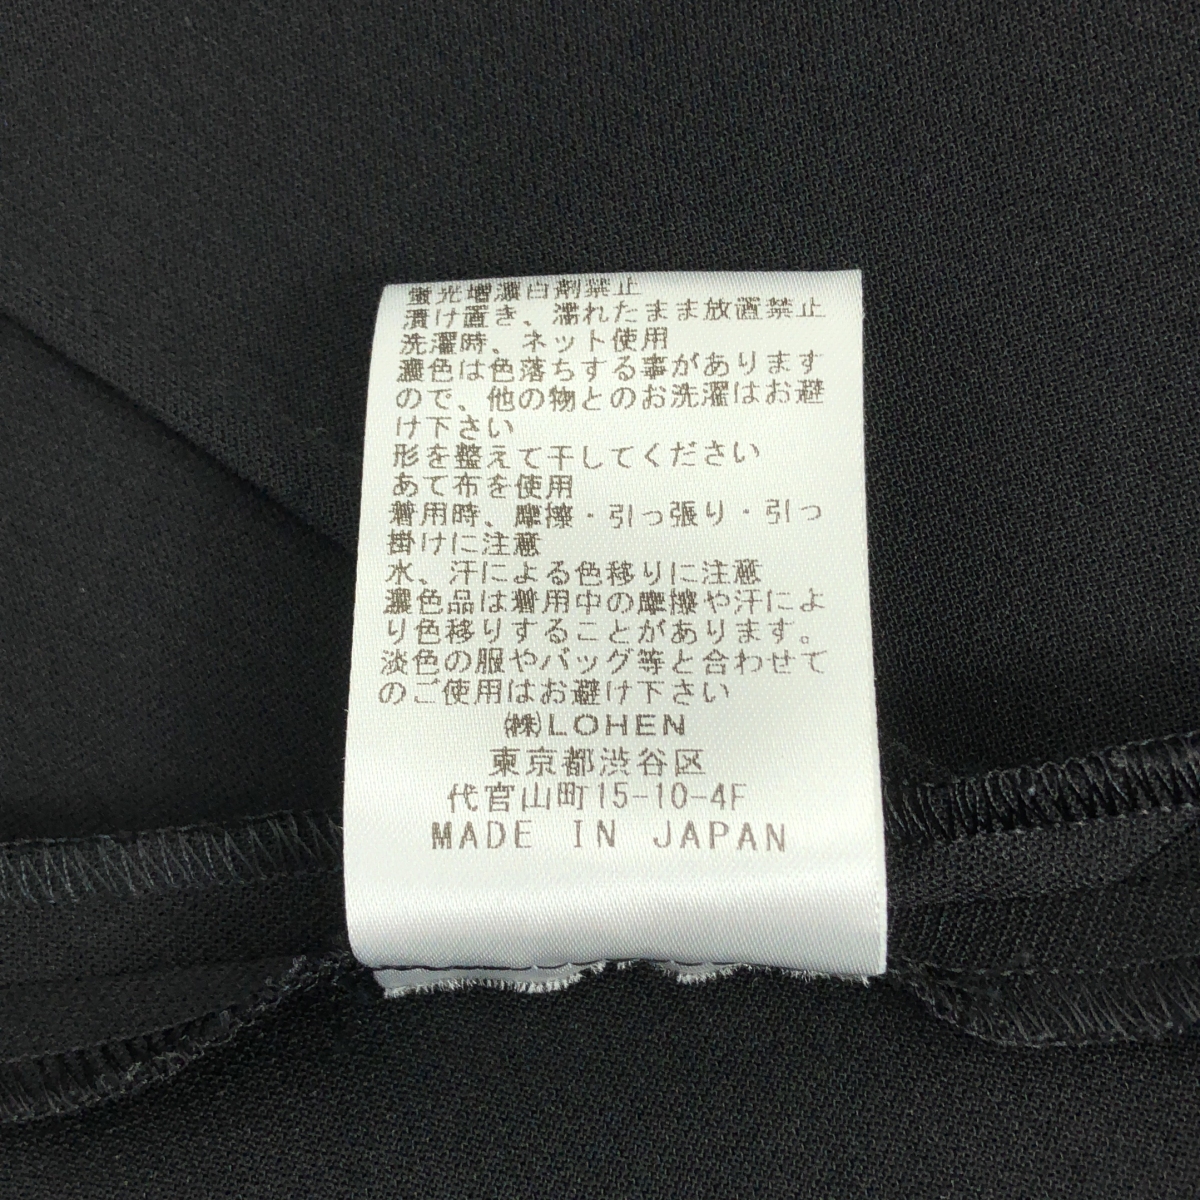 蛍光増濃白剤禁止
漬け置き、濡れたまま放置禁止
洗濯時、ネット使用
濃色は色落ちする事があります
ので、他の物とのお洗濯はお避
け下さい
形を整えて干してください
あて布を使用
着用時、摩擦・引っ張り・引っ
掛けに注意
水、汗による色移りに注意
濃色品は着用中の摩擦や汗によ
り色移りすることがあります。
淡色の服やバッグ等と合わせて
のご使用はお避け下さい
㈱LOHEN
東京都渋谷区
代官山町15-10-4F
MADE IN JAPAN